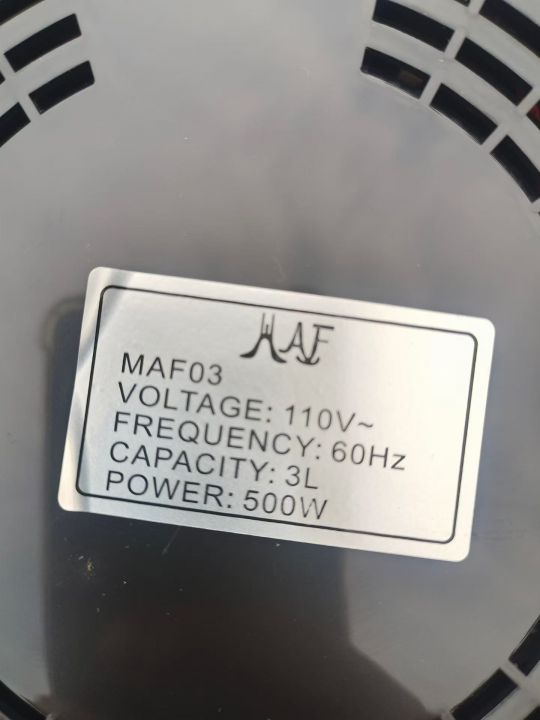 MAF
MAF03
VOLTAGE: 110V~
FREQUENCY: 60Hz
CAPACITY: 3L
POWER: 500W